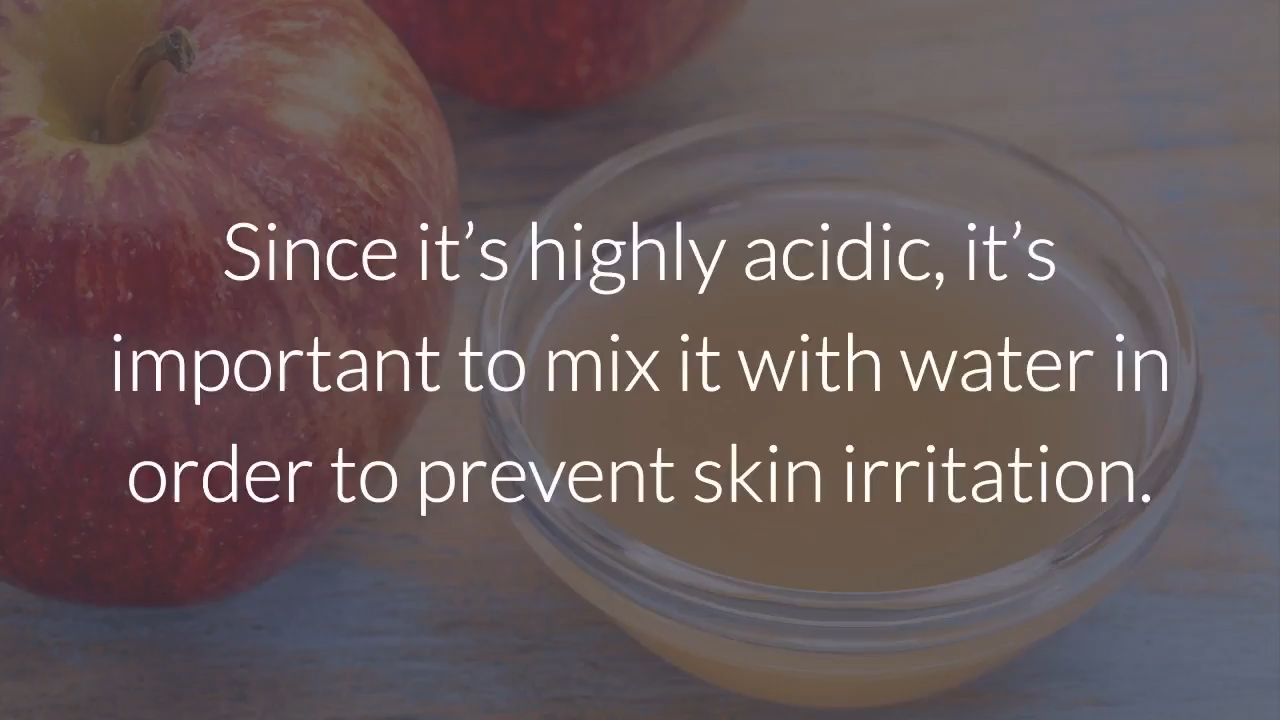 Since it’s highly acidic, it’s
important to mix it with water in
order to prevent skin irritation.